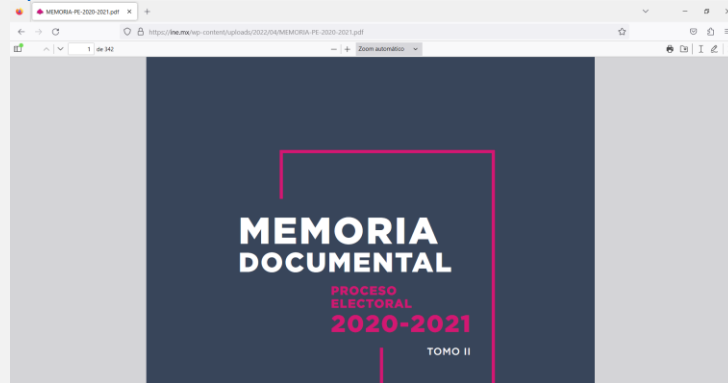 MEMORIA-PE-2020-2021.pdf
https://ine.mx/wp-content/uploads/2022/04/MEMORIA-PE-2020-2021.pdf
1 de 342
Zoom automático
MEMORIA
DOCUMENTAL
PROCESO
ELECTORAL
2020-2021
TOMO II